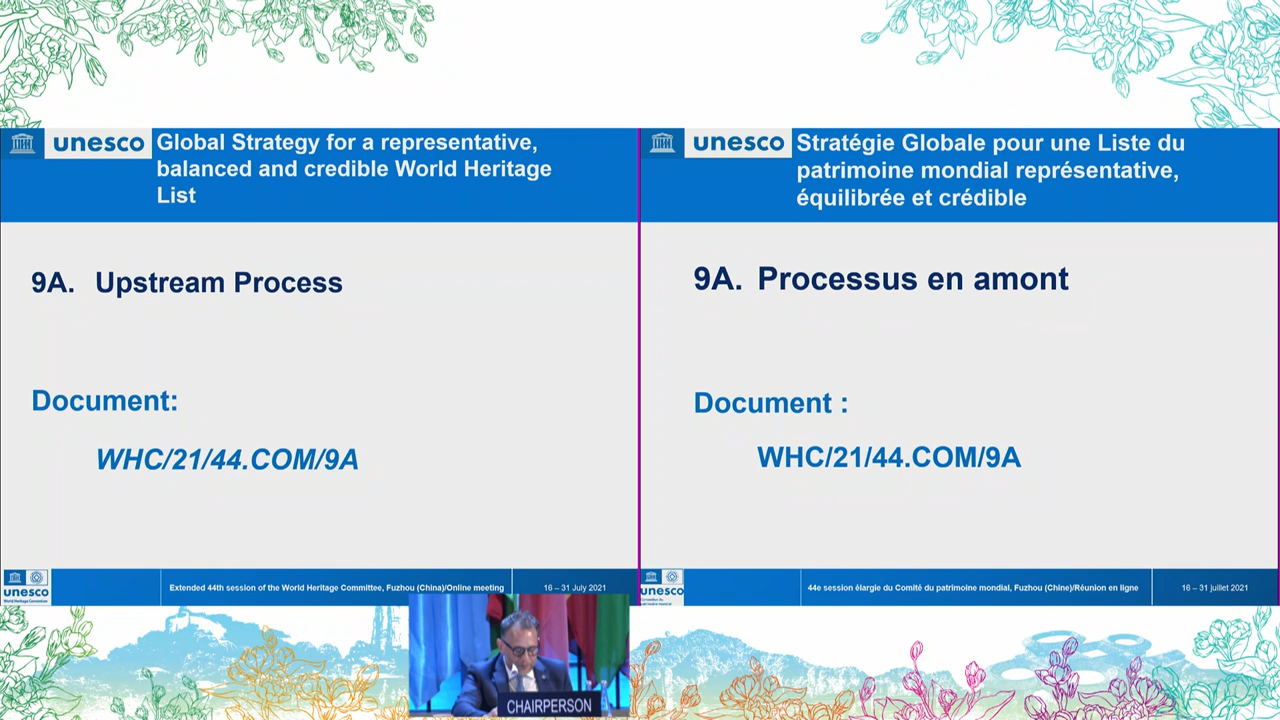 unesco
Global Strategy for a representative,
balanced and credible World Heritage
List
9A. Upstream Process
Document:
WHC/21/44.COM/9A
unesco
World Heritage Convention
Extended 44th session of the World Heritage Committee, Fuzhou (China)/Online meeting
16 – 31 July 2021
unesco
Stratégie Globale pour une Liste du
patrimoine mondial représentative,
équilibrée et crédible
9A. Processus en amont
Document :
WHC/21/44.COM/9A
unesco
44e session élargie du Comité du patrimoine mondial, Fuzhou (Chine)/Réunion en ligne
16 – 31 juillet 2021
CHAIRPERSON